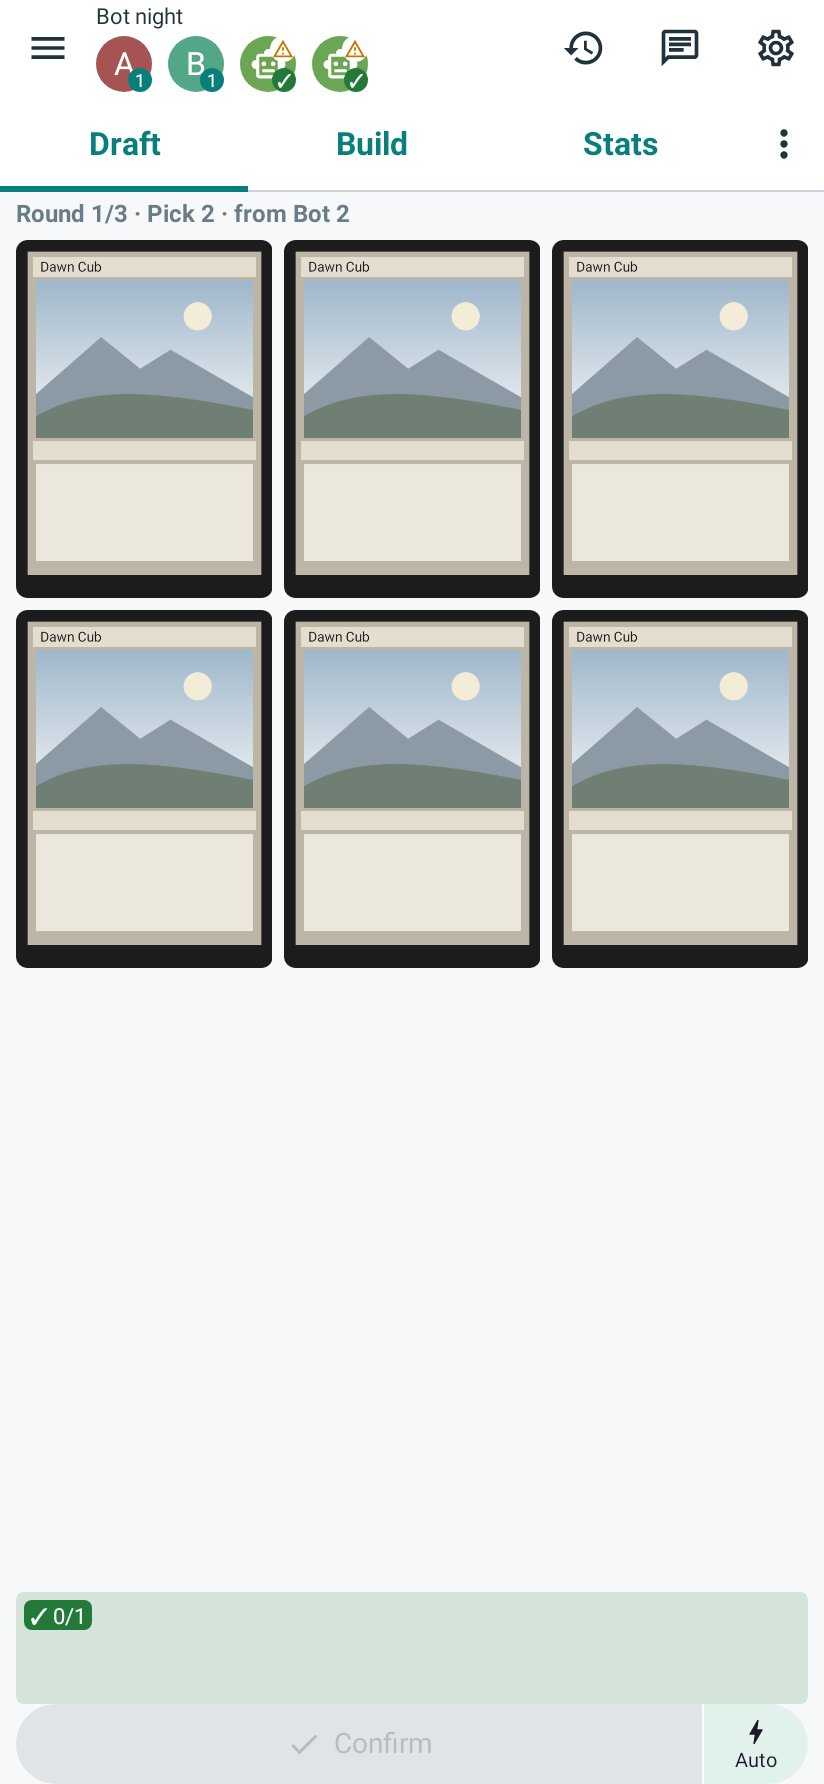 Bot night
A
1
B
1
Draft
Build
Stats
Round 1/3 · Pick 2 · from Bot 2
Dawn Cub
Dawn Cub
Dawn Cub
Dawn Cub
Dawn Cub
Dawn Cub
✓ 0/1
Confirm
Auto